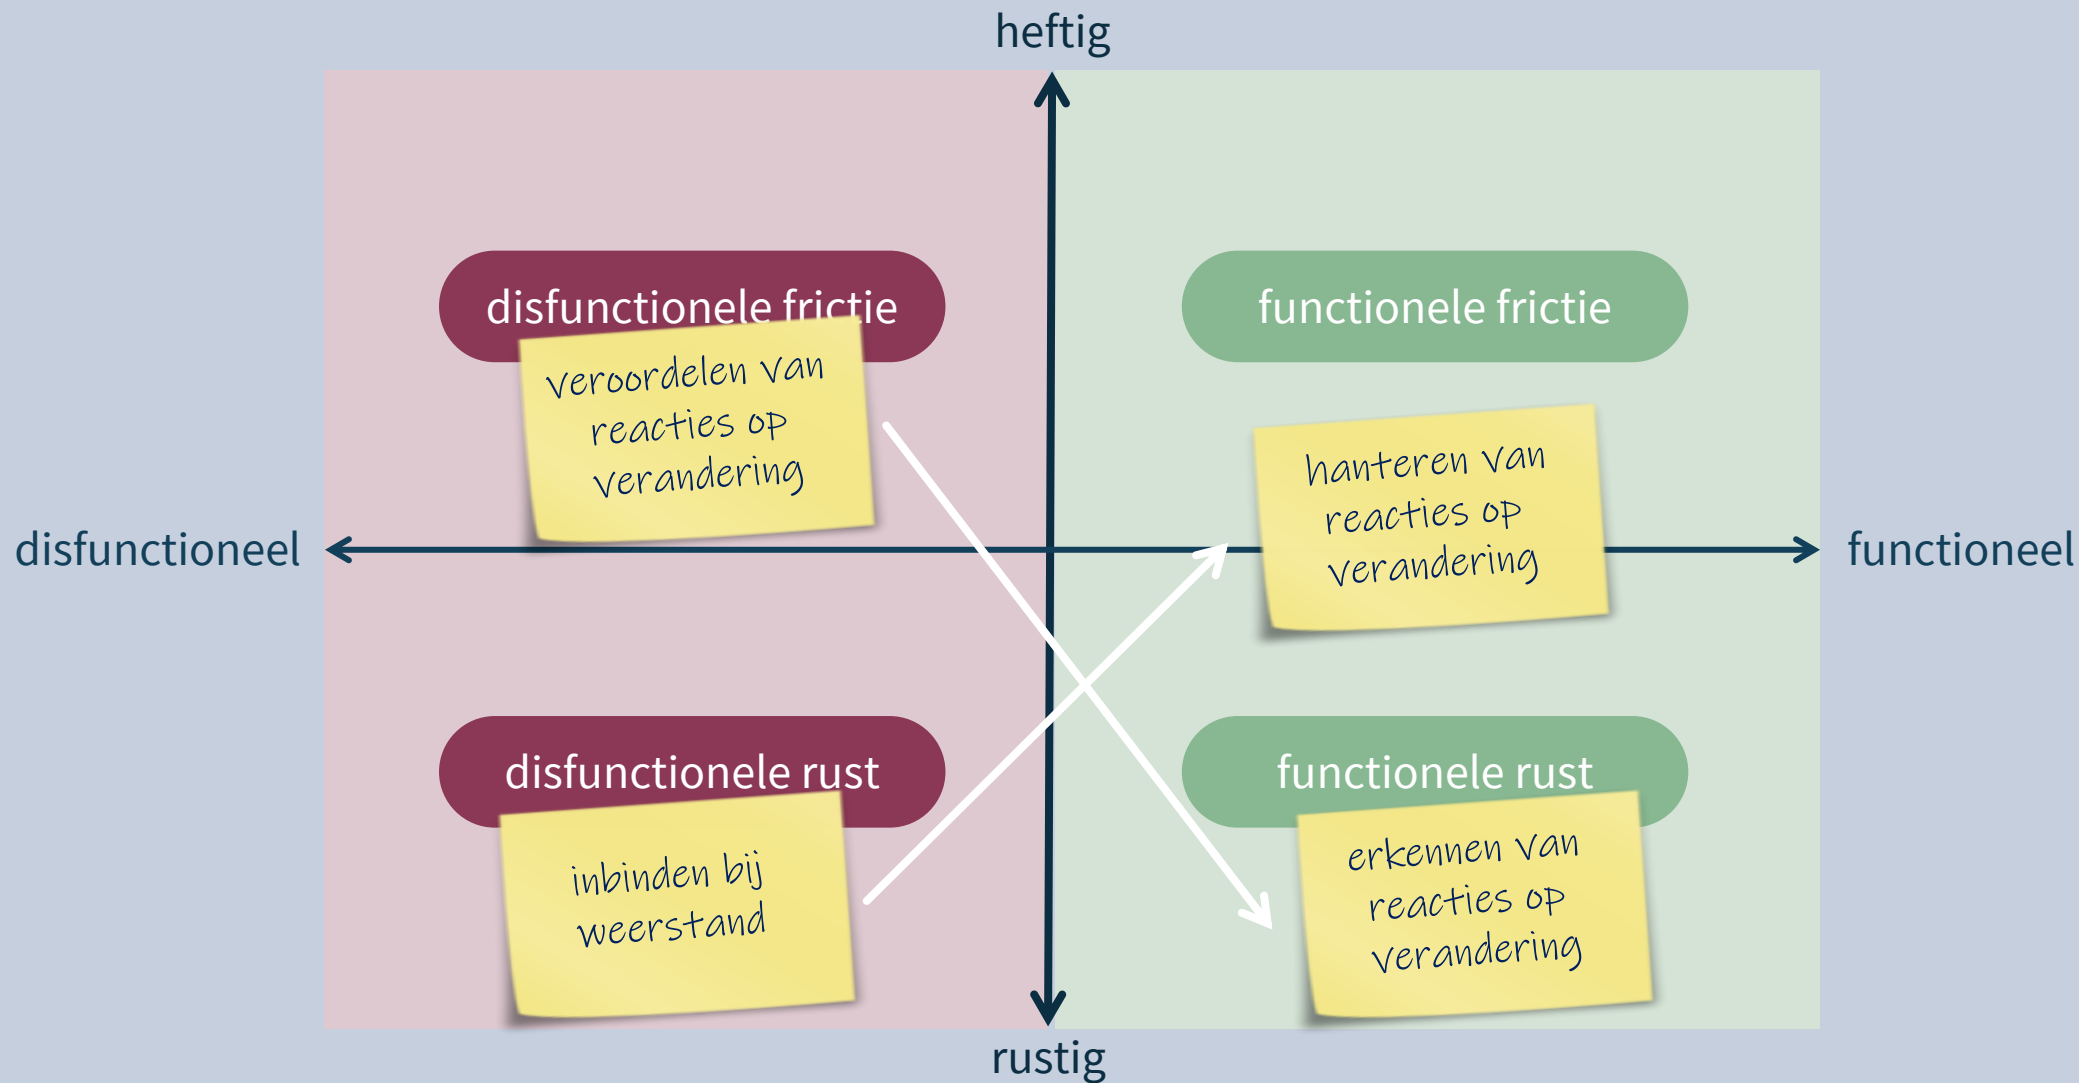 heftig
disfunctionele frictie
functionele frictie
veroordelen van
reacties op
verandering
hanteren van
reacties op
verandering
disfunctioneel
functioneel
disfunctionele rust
functionele rust
inbinden bij
weerstand
erkennen van
reacties op
verandering
rustig